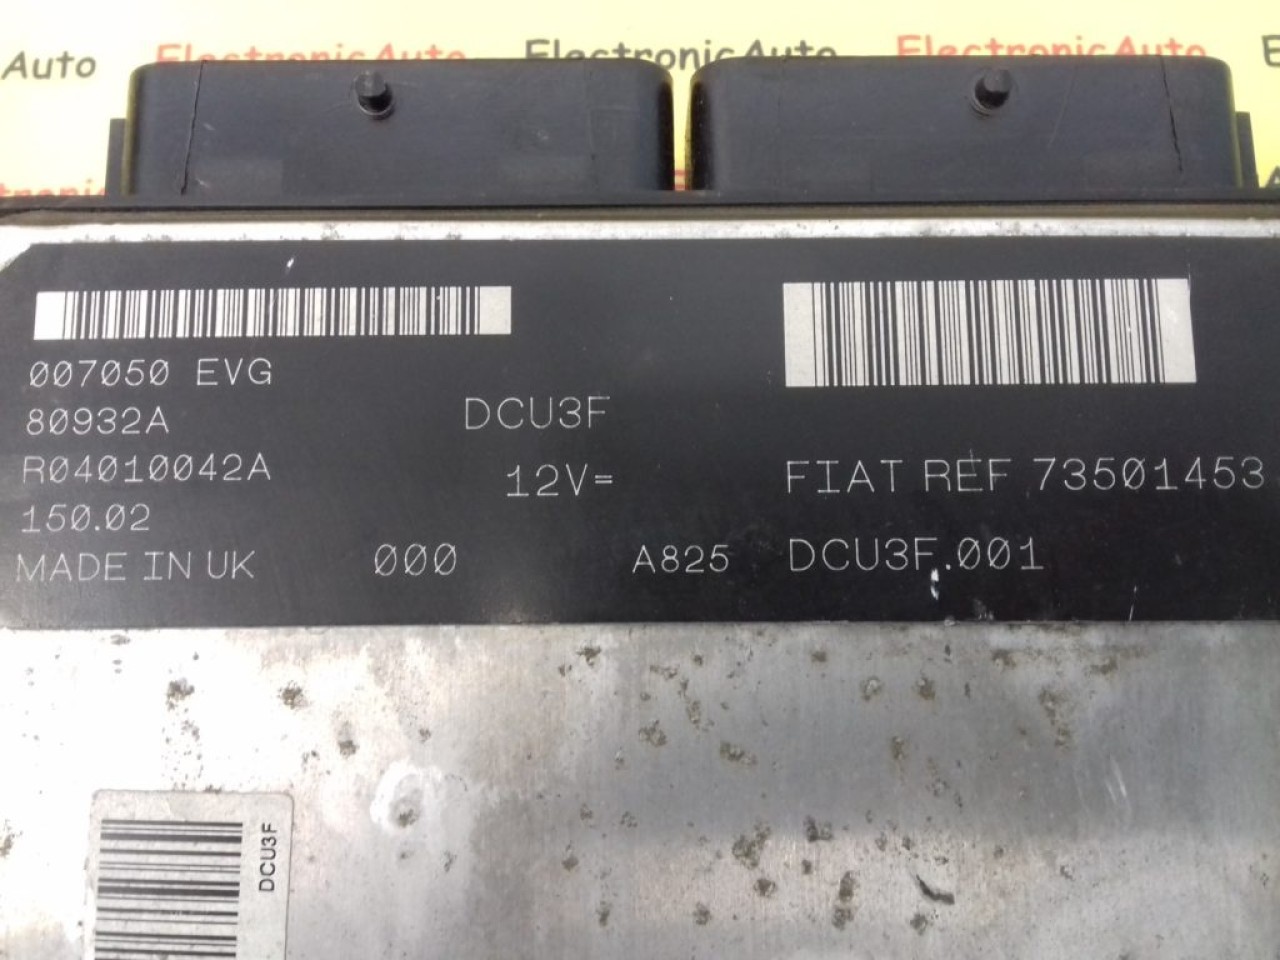 Auto ElectronicAuto ElectronicAuto ElectronicAuto
Electronic
007050 EVG
80932A
DCU3F
R04010042A
12V=
FIAT REF 73501453
150.02
MADE IN UK 000 A825 DCU3F.001
DCU3F